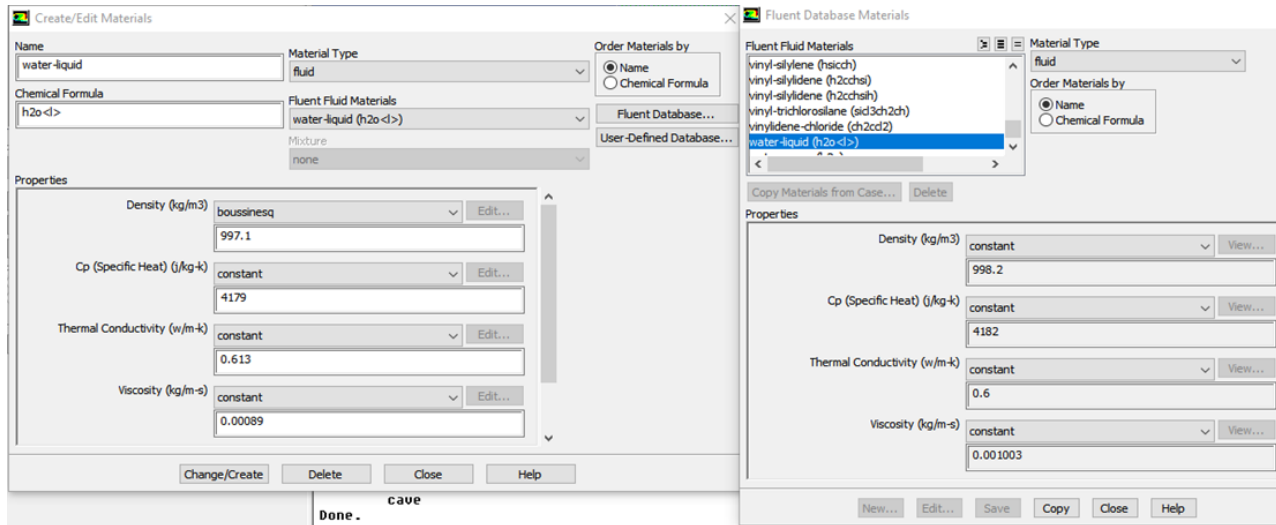 Create/Edit Materials
Name
water-liquid
Chemical Formula
h2o<l>
Material Type
fluid
Fluent Fluid Materials
water-liquid (h2o<l>)
Mixture
none
Order Materials by
Name
Chemical Formula
Fluent Database...
User-Defined Database...
Properties
Density (kg/m3) boussinesq Edit...
997.1
Cp (Specific Heat) (j/kg-k) constant Edit...
4179
Thermal Conductivity (w/m-k) constant Edit...
0.613
Viscosity (kg/m-s) constant Edit...
0.00089
Change/Create Delete Close Help
cave
Done.
Fluent Database Materials
Fluent Fluid Materials
vinyl-silylene (hsicch)
vinyl-silylidene (h2cchsi)
vinyl-silylidene (h2cchsih)
vinyl-trichlorosilane (sicl3ch2ch)
vinylidene-chloride (ch2ccl2)
water-liquid (h2o<l>)
Material Type
fluid
Order Materials by
Name
Chemical Formula
Copy Materials from Case... Delete
Properties
Density (kg/m3) constant View...
998.2
Cp (Specific Heat) (j/kg-k) constant View...
4182
Thermal Conductivity (w/m-k) constant View...
0.6
Viscosity (kg/m-s) constant View...
0.001003
New... Edit... Save Copy Close Help